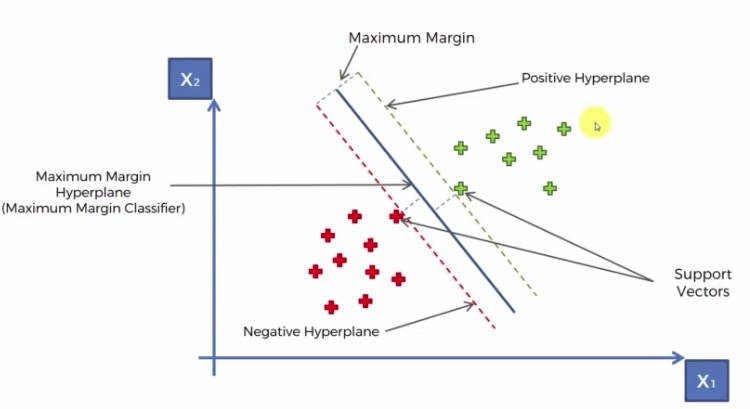 Maximum Margin
X2
Positive Hyperplane
Maximum Margin
Hyperplane
(Maximum Margin Classifier)
Support
Vectors
Negative Hyperplane
X1